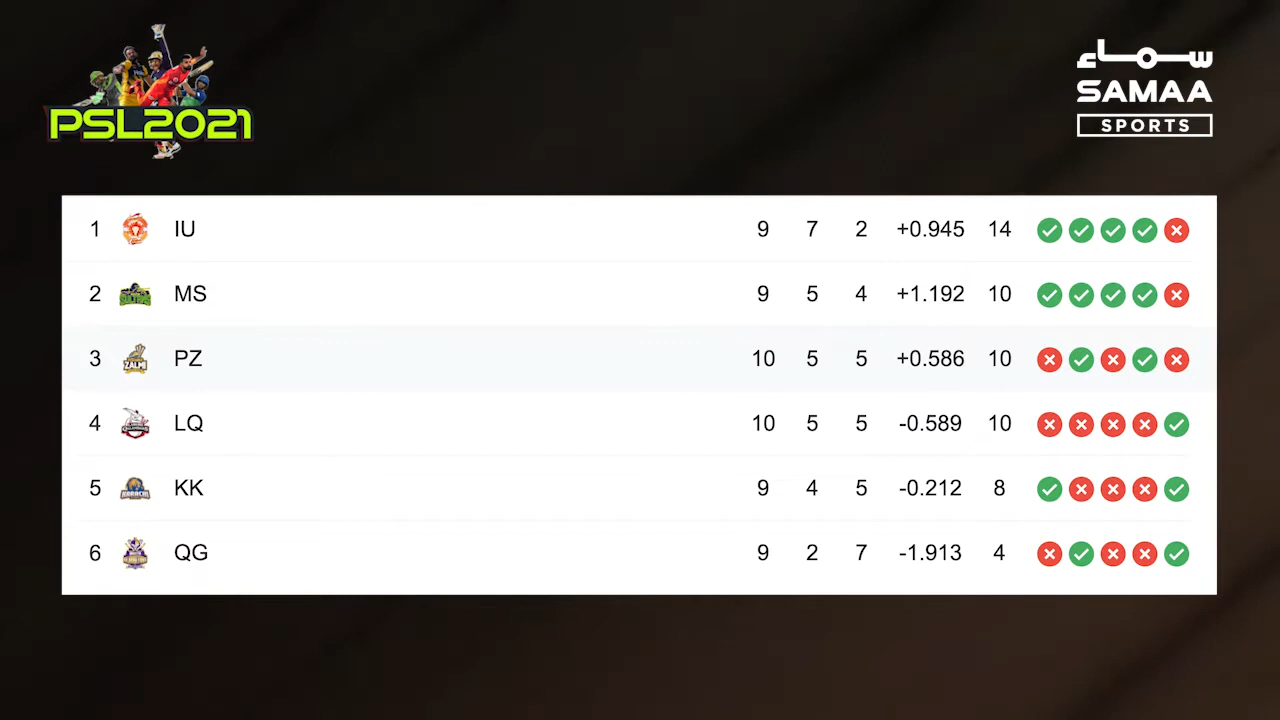 PSL2021
سماء
SAMAA
SPORTS
1 IU 9 7 2 +0.945 14
2 MS 9 5 4 +1.192 10
3 ZALMI PZ 10 5 5 +0.586 10
4 LQ 10 5 5 -0.589 10
5 KARACHI KK 9 4 5 -0.212 8
6 QG 9 2 7 -1.913 4